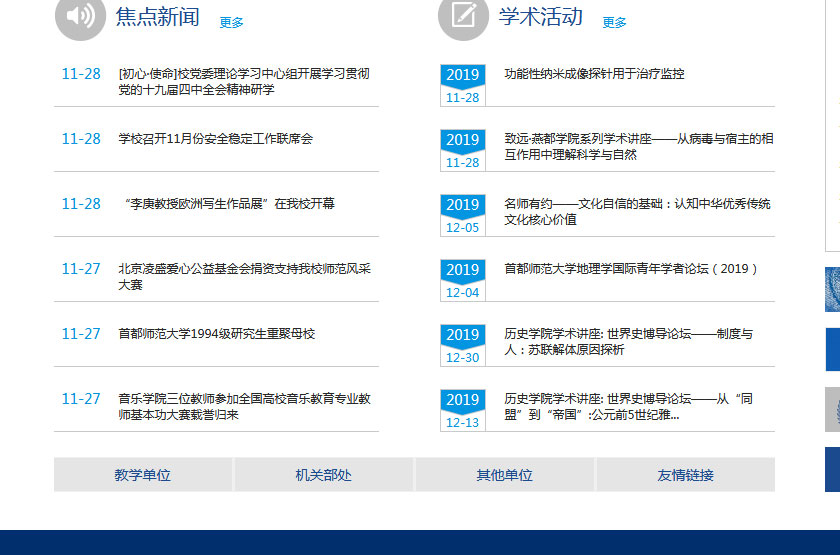 焦点新闻 更多
11-28 [初心·使命]校党委理论学习中心组开展学习贯彻
党的十九届四中全会精神研学
11-28 学校召开11月份安全稳定工作联席会
11-28 “李庚教授欧洲写生作品展”在我校开幕
11-27 北京凌盛爱心公益基金会捐资支持我校师范风采
大赛
11-27 首都师范大学1994级研究生重聚母校
11-27 音乐学院三位教师参加全国高校音乐教育专业教
师基本功大赛载誉归来
学术活动 更多
2019 功能性纳米成像探针用于治疗监控
11-28
2019 致远·燕都学院系列学术讲座——从病毒与宿主的相
11-28 互作用中理解科学与自然
2019 名师有约——文化自信的基础：认知中华优秀传统
12-05 文化核心价值
2019 首都师范大学地理学国际青年学者论坛（2019）
12-04
2019 历史学院学术讲座: 世界史博导论坛——制度与
12-30 人：苏联解体原因探析
2019 历史学院学术讲座: 世界史博导论坛——从“同
12-13 盟”到“帝国”:公元前5世纪雅...
教学单位 机关部处 其他单位 友情链接